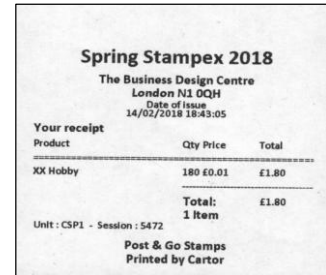 Spring Stampex 2018
The Business Design Centre
London N1 0QH
Date of Issue
14/02/2018 18:43:05
Your receipt
Product Qty Price Total
XX Hobby 180 £0.01 £1.80
Total: £1.80
1 Item
Unit : CSP1 - Session : 5472
Post & Go Stamps
Printed by Cartor